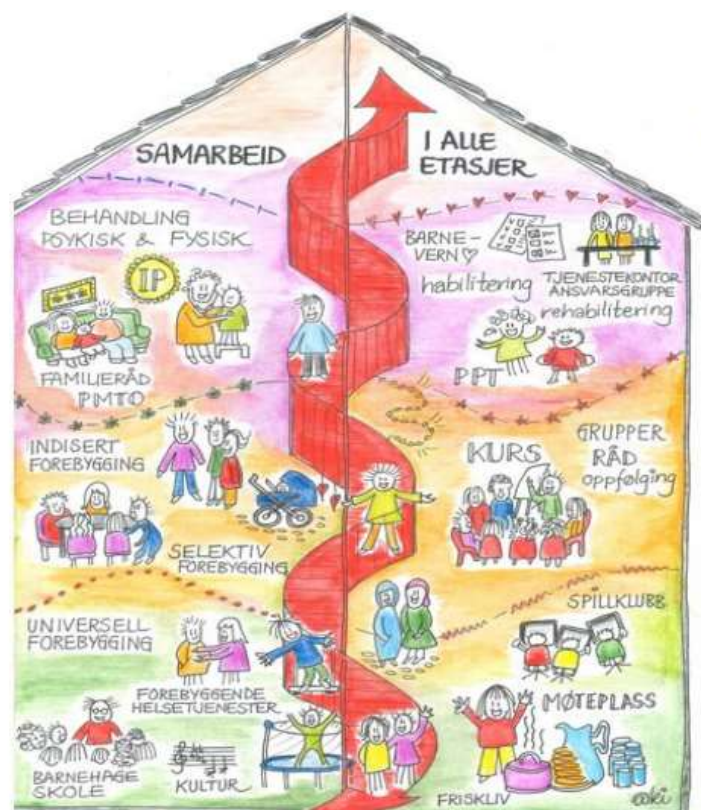 SAMARBEID
I ALLE
ETASJER
BEHANDLING
PSYKISK & FYSISK
IP
FAMILIERÅD
PMTO
BARNE-
VERN
habilitering
TJENESTEKONTOR
ANSVARSGRUPPE
rehabilitering
PPT
INDISERT
FOREBYGGING
SELEKTIV
FOREBYGGING
KURS
GRUPPER
RÅD
oppfølging
UNIVERSELL
FOREBYGGING
FOREBYGGENDE
HELSETJENESTER
BARNEHAGE
SKOLE
KULTUR
SPILLKLUBB
MØTEPLASS
FRISKLIV